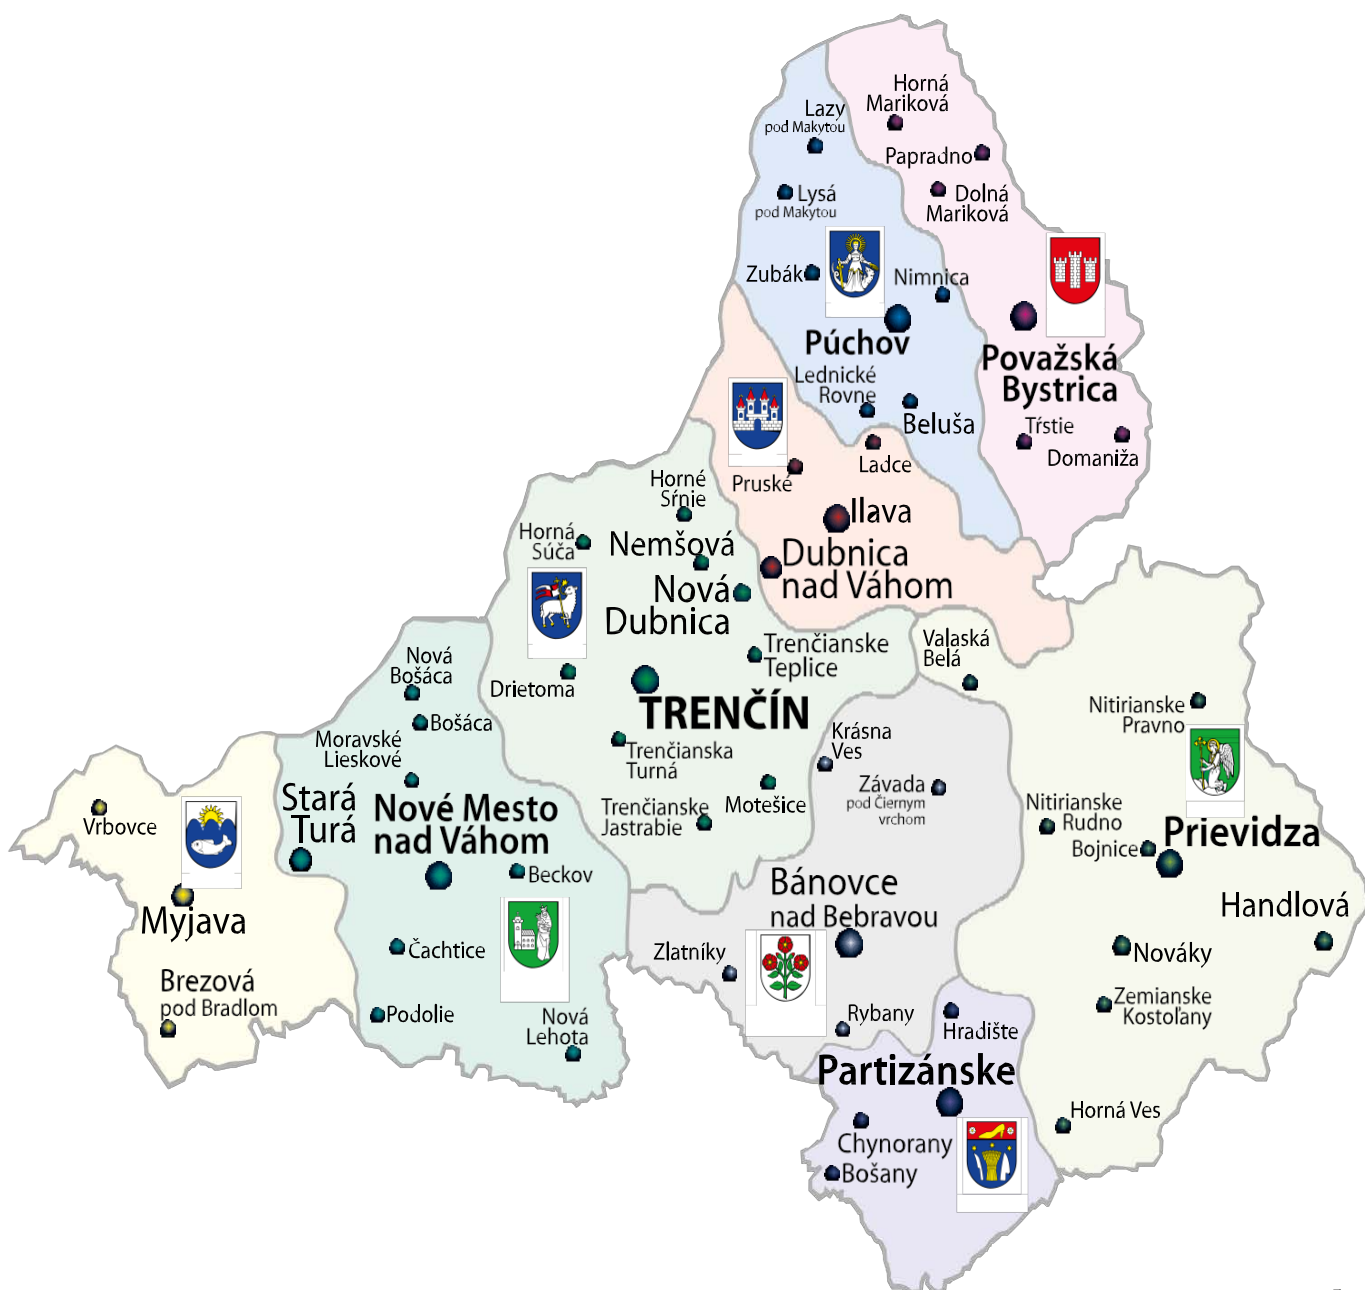 Horná
Mariková
Lazy
pod Makytou
Papradno
Lysá
pod Makytou
Dolná
Mariková
Zubák
Nimnica
Púchov
Považská
Bystrica
Lednické
Rovne
Beluša
Tŕstie
Domaniža
Ladce
Pruské
Horné
Sŕnie
Ilava
Horná
Súča
Nemšová
Dubnica
nad Váhom
Nová
Dubnica
Trenčianske
Teplice
Valaská
Belá
Nová
Bošáca
Drietoma
TRENČÍN
Nitirianske
Pravno
Bošáca
Moravské
Lieskové
Trenčianska
Turná
Krásna
Ves
Závada
pod Čiernym
vrchom
Motešice
Trenčianske
Jastrabie
Stará
Turá
Nové Mesto
nad Váhom
Vrbovce
Nitirianske
Rudno
Bojnice
Prievidza
Beckov
Bánovce
nad Bebravou
Handlová
Myjava
Čachtice
Zlatníky
Nováky
Brezová
pod Bradlom
Podolie
Nová
Lehota
Rybany
Hradište
Zemianske
Kostoľany
Partizánske
Horná Ves
Chynorany
Bošany